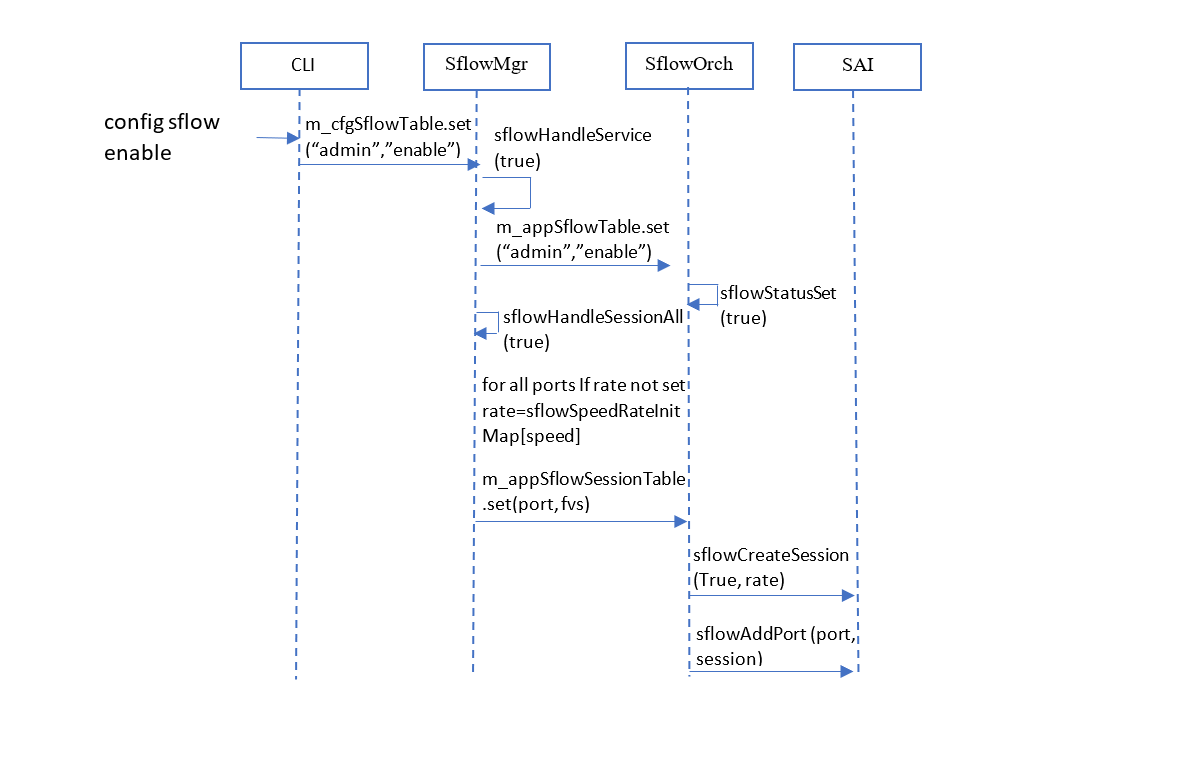 CLI
SflowMgr
SflowOrch
SAI
config sflow
enable
m_cfgSflowTable.set
(“admin”,”enable”)
sflowHandleService
(true)
m_appSflowTable.set
(“admin”,”enable”)
sflowStatusSet
(true)
sflowHandleSessionAll
(true)
for all ports If rate not set
rate=sflowSpeedRateInit
Map[speed]
m_appSflowSessionTable
.set(port, fvs)
sflowCreateSession
(True, rate)
sflowAddPort (port,
session)